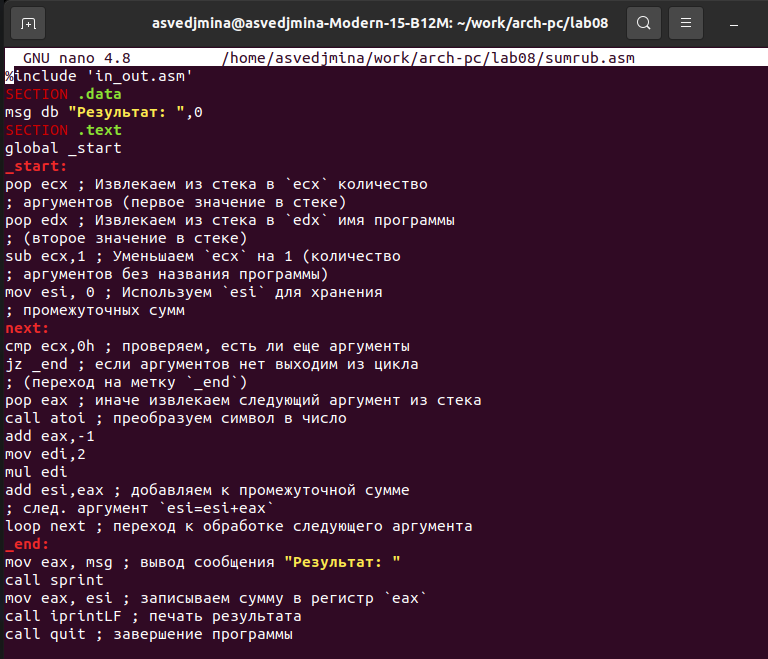 asvedjmina@asvedjmina-Modern-15-B12M: ~/work/arch-pc/lab08
GNU nano 4.8 /home/asvedjmina/work/arch-pc/lab08/sumrub.asm
%include 'in_out.asm'
SECTION .data
msg db "Результат: ",0
SECTION .text
global _start
_start:
pop ecx ; Извлекаем из стека в `ecx` количество
; аргументов (первое значение в стеке)
pop edx ; Извлекаем из стека в `edx` имя программы
; (второе значение в стеке)
sub ecx,1 ; Уменьшаем `ecx` на 1 (количество
; аргументов без названия программы)
mov esi, 0 ; Используем `esi` для хранения
; промежуточных сумм
next:
cmp ecx,0h ; проверяем, есть ли еще аргументы
jz _end ; если аргументов нет выходим из цикла
; (переход на метку `_end`)
pop eax ; иначе извлекаем следующий аргумент из стека
call atoi ; преобразуем символ в число
add eax,-1
mov edi,2
mul edi
add esi,eax ; добавляем к промежуточной сумме
; след. аргумент `esi=esi+eax`
loop next ; переход к обработке следующего аргумента
_end:
mov eax, msg ; вывод сообщения "Результат: "
call sprint
mov eax, esi ; записываем сумму в регистр `eax`
call iprintLF ; печать результата
call quit ; завершение программы